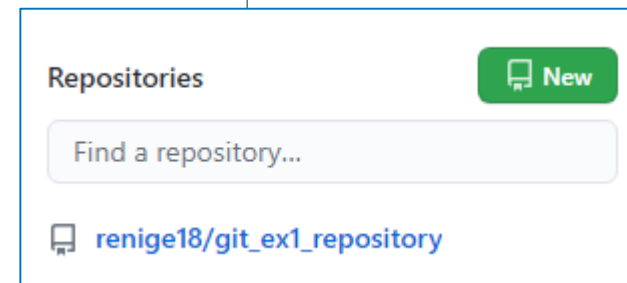 Repositories
New
Find a repository...
renige18/git_ex1_repository